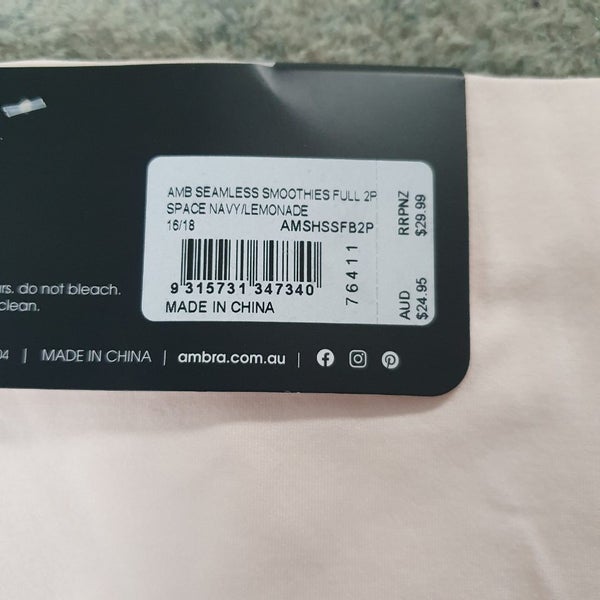 AMB SEAMLESS SMOOTHIES FULL 2P
SPACE NAVY/LEMONADE
16/18 AMSHSSFB2P
9 315731 347340
MADE IN CHINA
76411
RRPNZ
$29.99
AUD
$24.95
do not bleach.
clean.
04 | MADE IN CHINA | ambra.com.au |